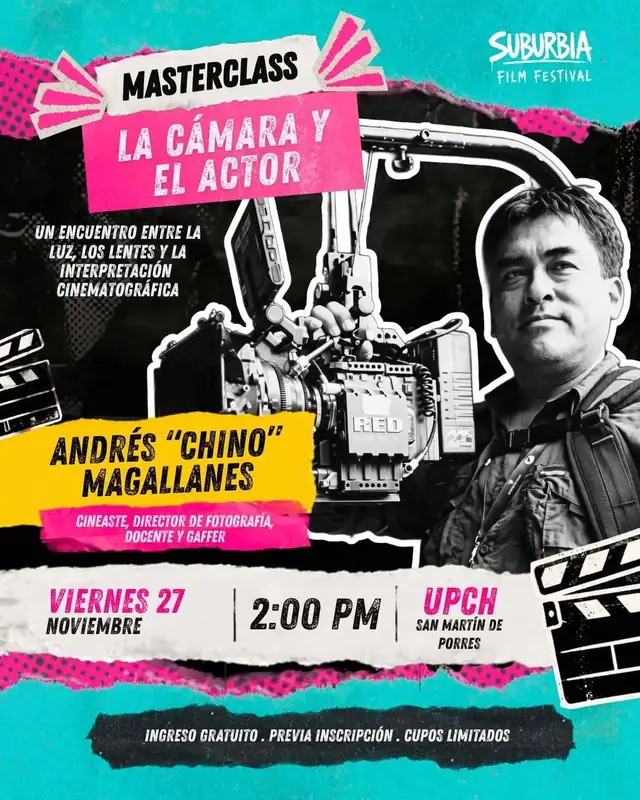 SUBURBIA
FILM FESTIVAL
MASTERCLASS
LA CÁMARA Y
EL ACTOR
UN ENCUENTRO ENTRE LA
LUZ, LOS LENTES Y LA
INTERPRETACIÓN
CINEMATOGRÁFICA
RED
ANDRÉS “CHINO”
MAGALLANES
CINEASTE, DIRECTOR DE FOTOGRAFÍA,
DOCENTE Y GAFFER
VIERNES 27
NOVIEMBRE
2:00 PM
UPCH
SAN MARTÍN DE
PORRES
INGRESO GRATUITO . PREVIA INSCRIPCIÓN . CUPOS LIMITADOS